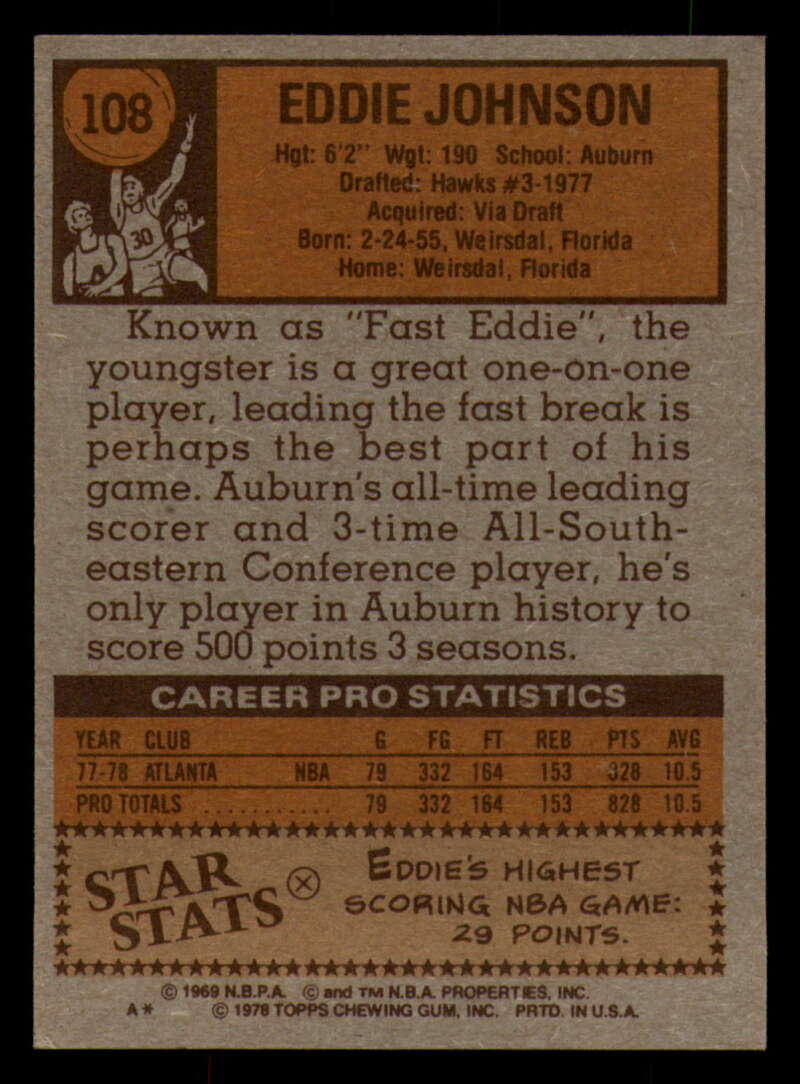 108
30
EDDIE JOHNSON
Hgt: 6'2" Wgt: 190 School: Auburn
Drafted: Hawks #3-1977
Acquired: Via Draft
Born: 2-24-55, Weirsdal, Florida
Home: Weirsdal, Florida
Known as "Fast Eddie", the
youngster is a great one-on-one
player, leading the fast break is
perhaps the best part of his
game. Auburn's all-time leading
scorer and 3-time All-South-
eastern Conference player, he's
only player in Auburn history to
score 500 points 3 seasons.
CAREER PRO STATISTICS
YEAR CLUB G FG FT REB PTS AVG
77-78 ATLANTA NBA 79 332 164 153 828 10.5
PRO TOTALS ........... 79 332 164 153 828 10.5
STAR STATS
EDDIE'S HIGHEST
SCORING NBA GAME:
29 POINTS.
© 1969 N.B.P.A. © and TM N.B.A. PROPERTIES, INC.
A* © 1978 TOPPS CHEWING GUM, INC. PRTD. IN U.S.A.